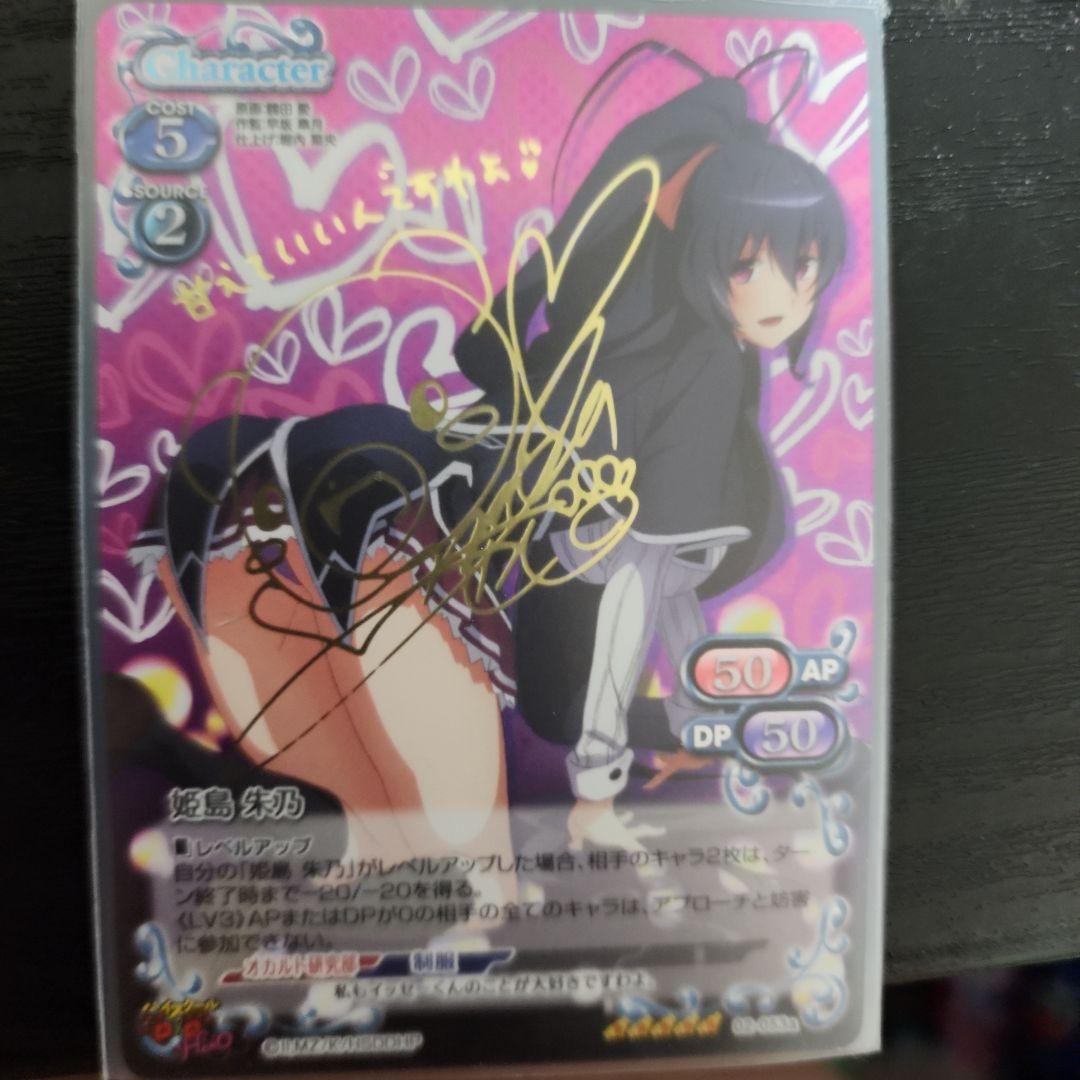 Character
COST
5
SOURCE
2
甘えていいんですわよ
50 AP
DP 50
姫島 朱乃
レベルアップ
自分の「姫島 朱乃」がレベルアップした場合、相手のキャラ2枚は、ター
ン終了時まで－20/－20を得る。
《LV3》APまたはDPが0の相手の全てのキャラは、アプローチと妨害
に参加できない。
オカルト研究部 制服
私もイッセーくんのことが大好きですわよ。
02-053a